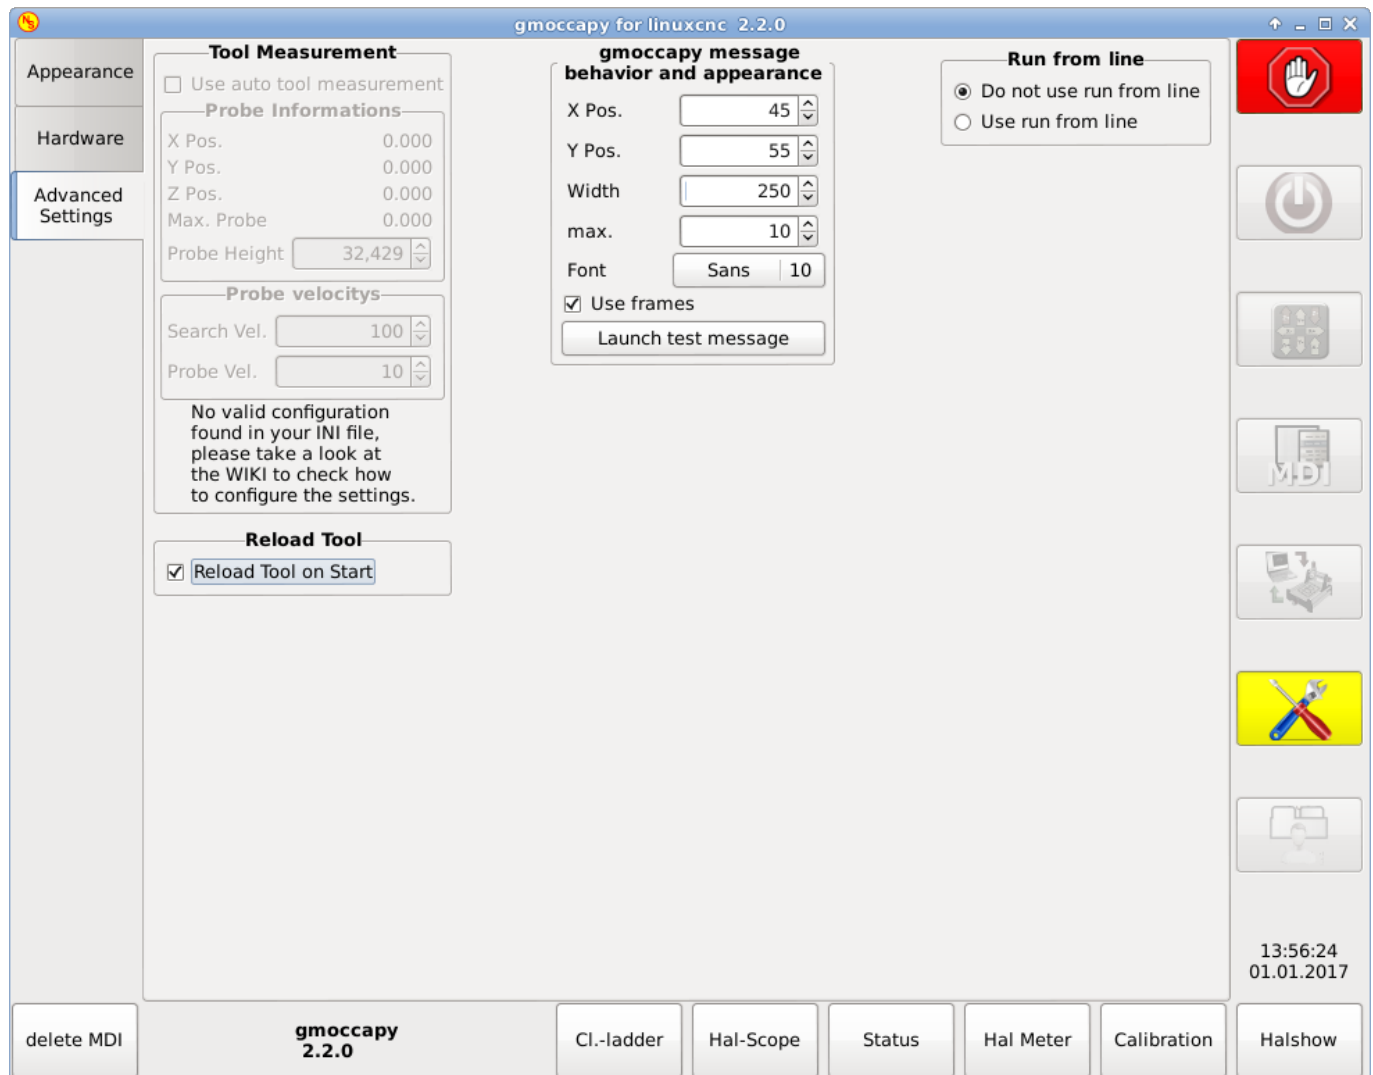 gmoccapy for linuxcnc 2.2.0
Appearance
Hardware
Advanced
Settings
Tool Measurement
Use auto tool measurement
Probe Informations
X Pos. 0.000
Y Pos. 0.000
Z Pos. 0.000
Max. Probe 0.000
Probe Height 32,429
Probe velocitys
Search Vel. 100
Probe Vel. 10
No valid configuration
found in your INI file,
please take a look at
the WIKI to check how
to configure the settings.
Reload Tool
Reload Tool on Start
gmoccapy message
behavior and appearance
X Pos. 45
Y Pos. 55
Width 250
max. 10
Font Sans 10
Use frames
Launch test message
Run from line
Do not use run from line
Use run from line
MDI
13:56:24
01.01.2017
delete MDI
gmoccapy
2.2.0
Cl.-ladder
Hal-Scope
Status
Hal Meter
Calibration
Halshow